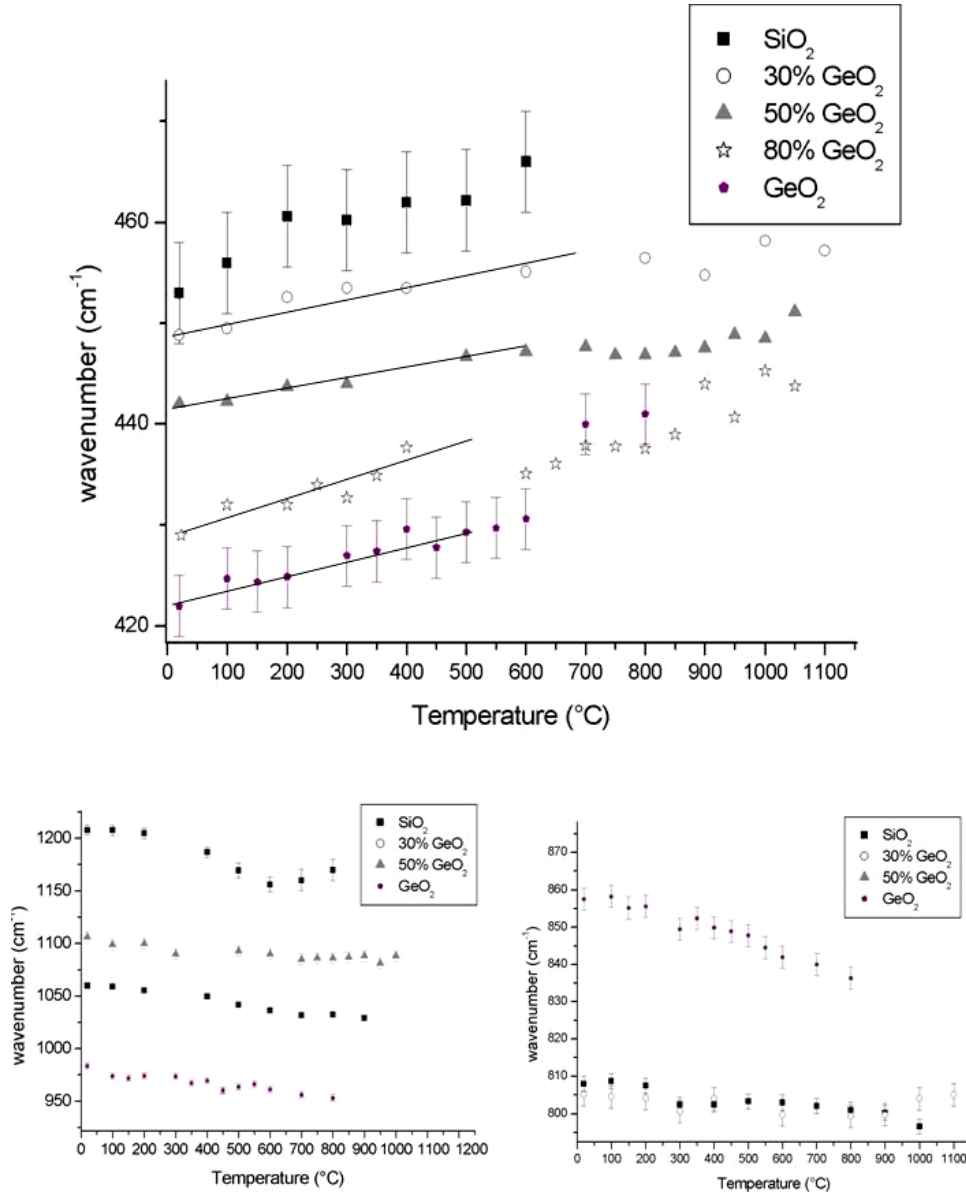 SiO₂
30% GeO₂
50% GeO₂
80% GeO₂
GeO₂
460
440
420
wavenumber (cm⁻¹)
0 100 200 300 400 500 600 700 800 900 1000 1100
Temperature (°C)
SiO₂
30% GeO₂
50% GeO₂
GeO₂
1200
1150
1100
1050
1000
950
wavenumber (cm⁻¹)
0 100 200 300 400 500 600 700 800 900 1000 1100 1200
Temperature (°C)
SiO₂
30% GeO₂
50% GeO₂
GeO₂
870
860
850
840
830
820
810
800
wavenumber (cm⁻¹)
0 100 200 300 400 500 600 700 800 900 1000 1100
Temperature (°C)